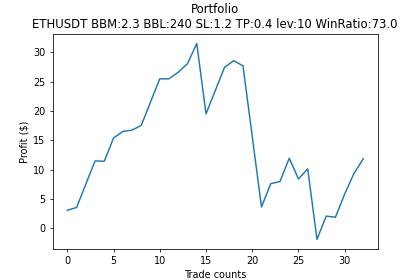 Portfolio
ETHUSDT BBM:2.3 BBL:240 SL:1.2 TP:0.4 lev:10 WinRatio:73.0
Profit ($)
30
25
20
15
10
5
0
0 5 10 15 20 25 30
Trade counts